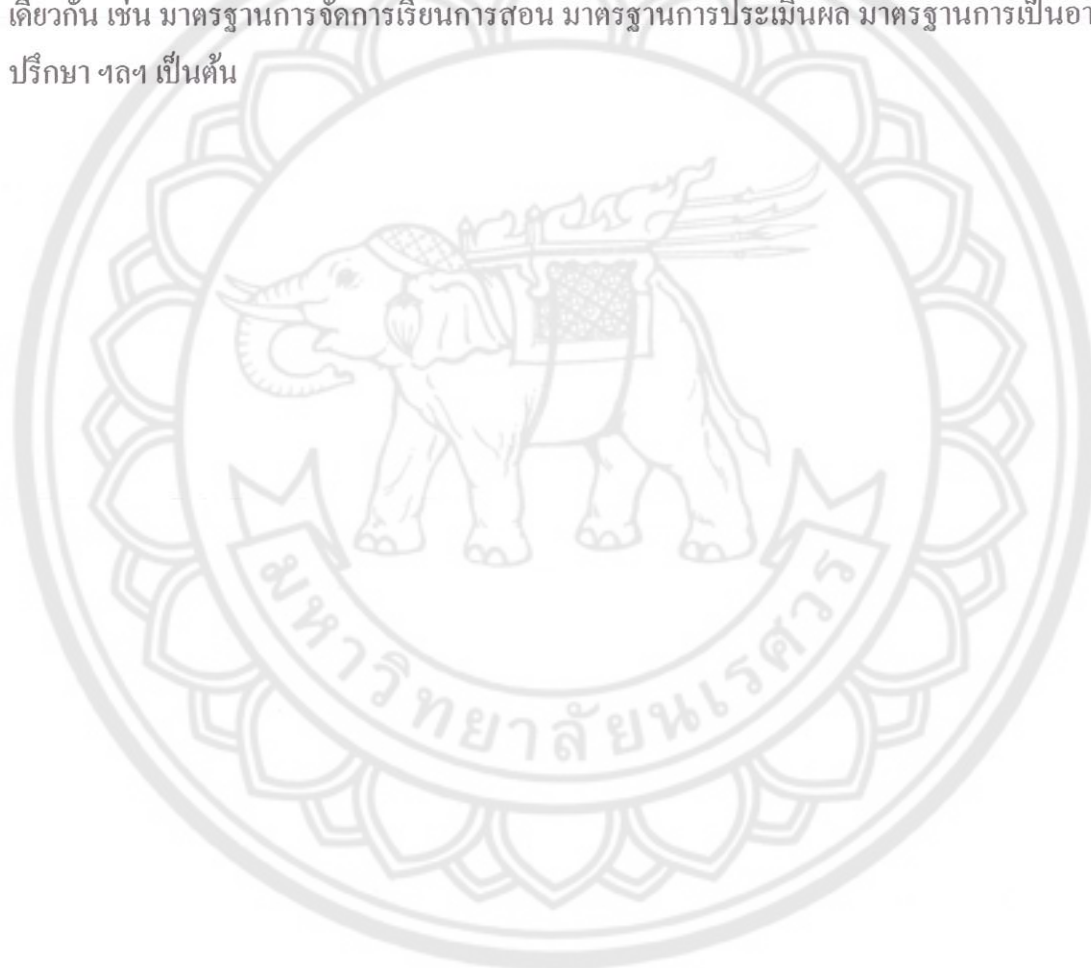 เดียวกัน เช่น มาตรฐานการจัดการเรียนการสอน มาตรฐานการประเมินผล มาตรฐานการเป็นอา
ปรึกษา ฯลฯ เป็นต้น
มหาวิทยาลัยนเรศวร